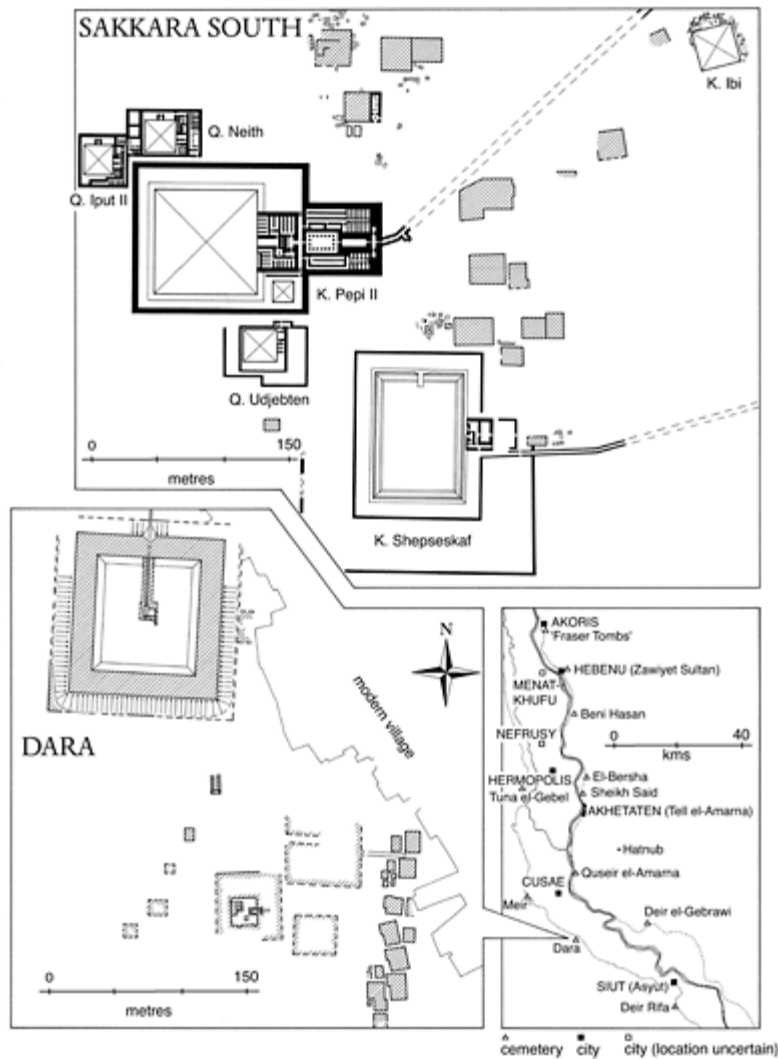 SAKKARA SOUTH
K. Ibi
Q. Neith
Q. Iput II
K. Pepi II
Q. Udjebten
0 150
metres
K. Shepseskaf
DARA
N
modern village
0 150
metres
AKORIS
'Fraser Tombs'
HEBENU (Zawiyet Sultan)
MENAT-
KHUFU
Beni Hasan
NEFRUSY
0 40
kms
HERMOPOLIS
El-Bersha
Tuna el-Gebel
Sheikh Said
AKHETATEN (Tell el-Amarna)
Hatnub
Quseir el-Amarna
CUSAE
Meir
Deir el-Gebrawi
Dara
SIUT (Asyut)
Deir Rifa
cemetery city city (location uncertain)